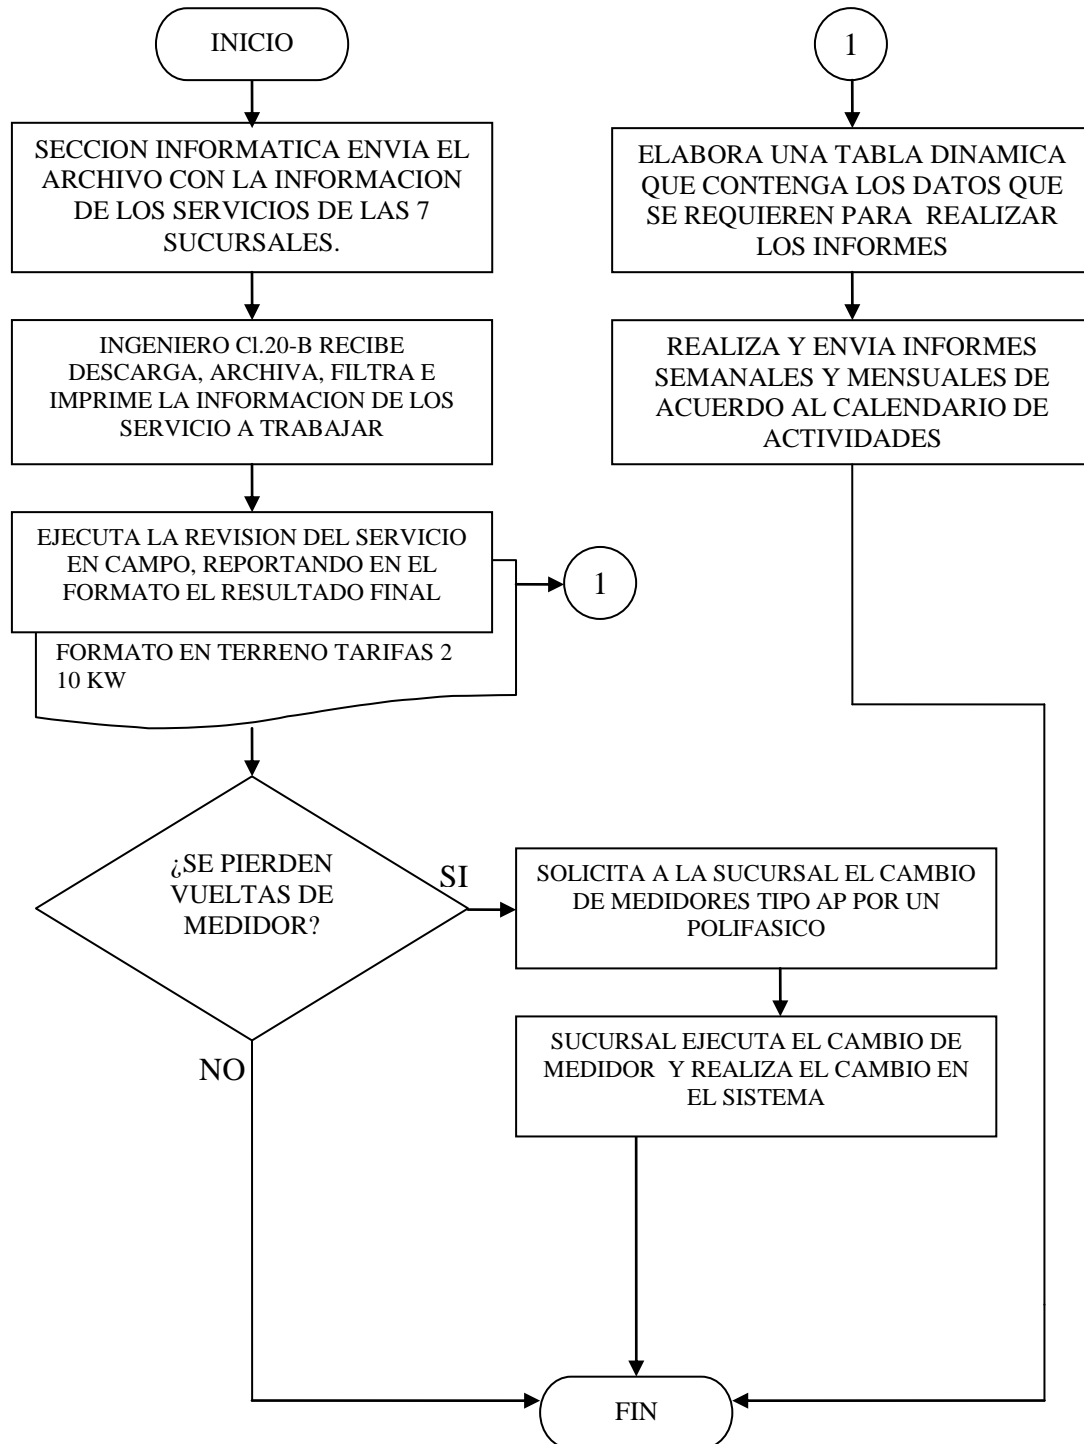 INICIO
SECCION INFORMATICA ENVIA EL
ARCHIVO CON LA INFORMACION
DE LOS SERVICIOS DE LAS 7
SUCURSALES.
INGENIERO Cl.20-B RECIBE
DESCARGA, ARCHIVA, FILTRA E
IMPRIME LA INFORMACION DE LOS
SERVICIO A TRABAJAR
EJECUTA LA REVISION DEL SERVICIO
EN CAMPO, REPORTANDO EN EL
FORMATO EL RESULTADO FINAL
1
FORMATO EN TERRENO TARIFAS 2
10 KW
¿SE PIERDEN
VUELTAS DE
MEDIDOR?
SI
NO
SOLICITA A LA SUCURSAL EL CAMBIO
DE MEDIDORES TIPO AP POR UN
POLIFASICO
SUCURSAL EJECUTA EL CAMBIO DE
MEDIDOR Y REALIZA EL CAMBIO EN
EL SISTEMA
1
ELABORA UNA TABLA DINAMICA
QUE CONTENGA LOS DATOS QUE
SE REQUIEREN PARA REALIZAR
LOS INFORMES
REALIZA Y ENVIA INFORMES
SEMANALES Y MENSUALES DE
ACUERDO AL CALENDARIO DE
ACTIVIDADES
FIN